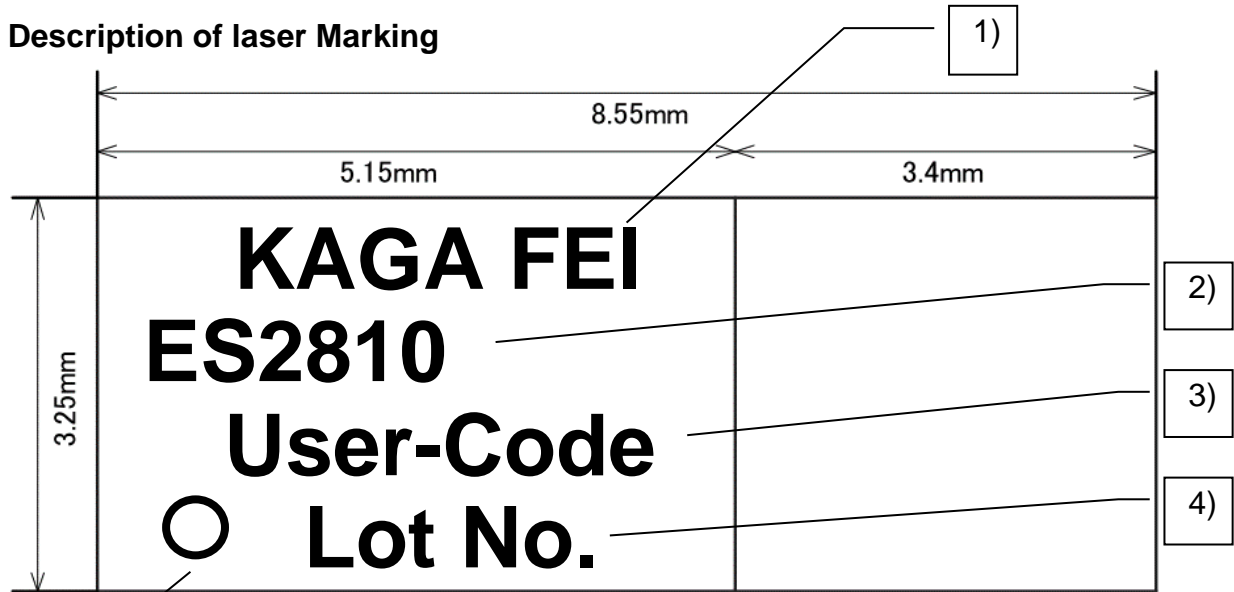 Description of laser Marking
1)
8.55mm
5.15mm
3.4mm
KAGA FEI
ES2810
2)
3.25mm
User-Code
3)
Lot No.
4)